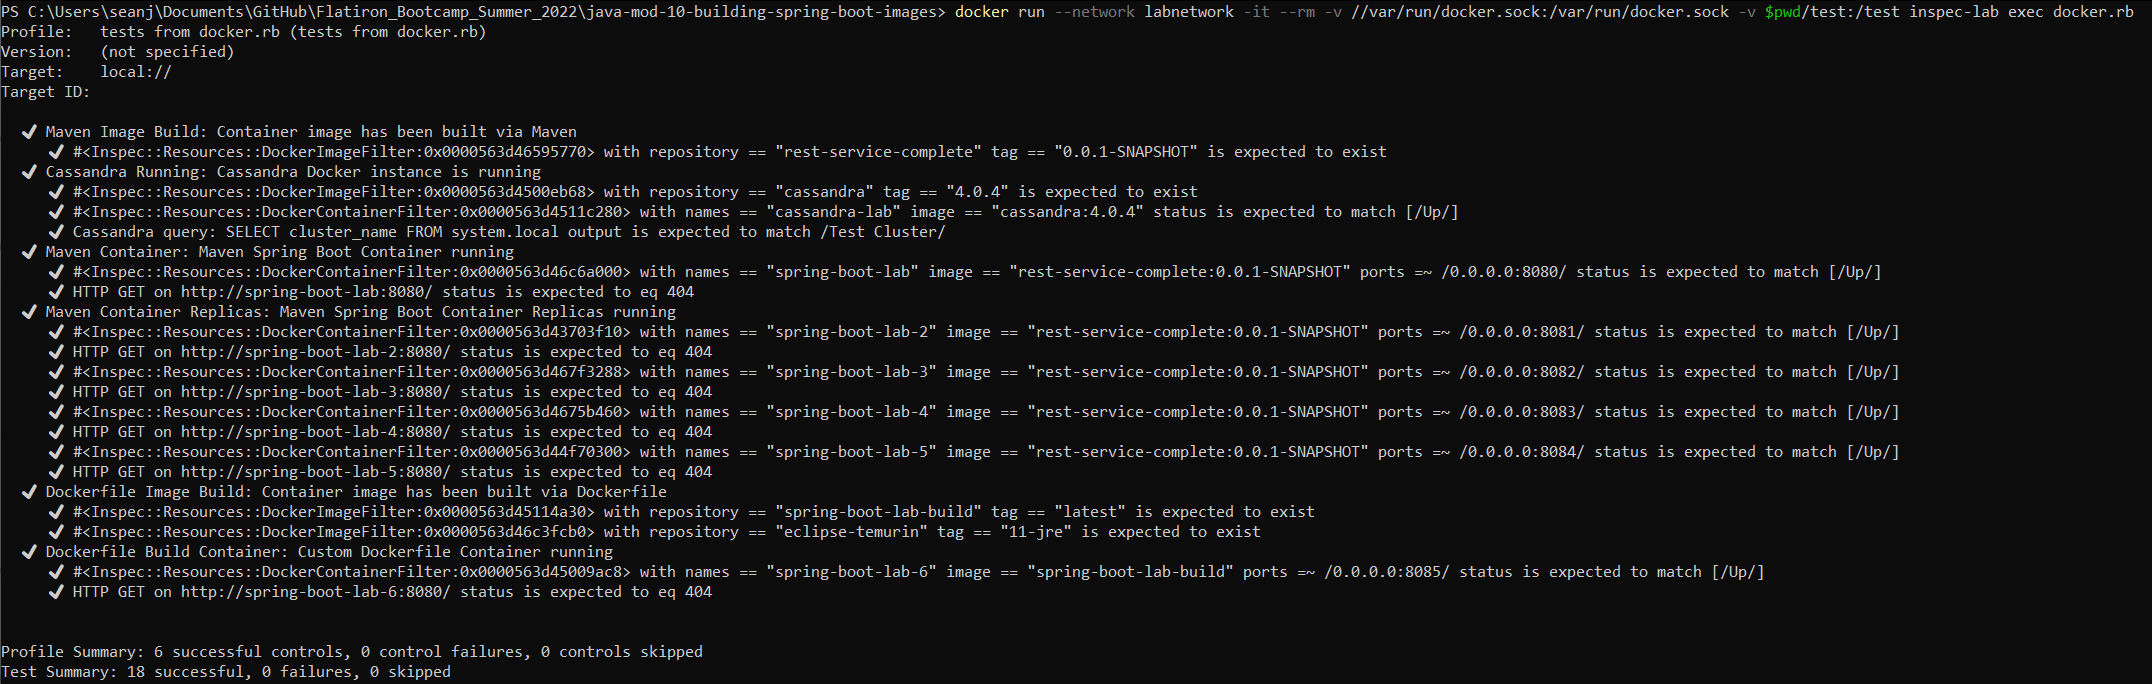 PS C:\Users\seanj\Documents\GitHub\Flatiron_Bootcamp_Summer_2022\java-mod-10-building-spring-boot-images> docker run --network labnetwork -it --rm -v //var/run/docker.sock:/var/run/docker.sock -v $pwd/test:/test inspec-lab exec docker.rb
Profile:   tests from docker.rb (tests from docker.rb)
Version:   (not specified)
Target:    local://
Target ID:
✔ Maven Image Build: Container image has been built via Maven
✔ #<Inspec::Resources::DockerImageFilter:0x0000563d46595770> with repository == "rest-service-complete" tag == "0.0.1-SNAPSHOT" is expected to exist
✔ Cassandra Running: Cassandra Docker instance is running
✔ #<Inspec::Resources::DockerImageFilter:0x0000563d4500eb68> with repository == "cassandra" tag == "4.0.4" is expected to exist
✔ #<Inspec::Resources::DockerContainerFilter:0x0000563d4511c280> with names == "cassandra-lab" image == "cassandra:4.0.4" status is expected to match [/Up/]
✔ Cassandra query: SELECT cluster_name FROM system.local output is expected to match /Test Cluster/
✔ Maven Container: Maven Spring Boot Container running
✔ #<Inspec::Resources::DockerContainerFilter:0x0000563d46c6a000> with names == "spring-boot-lab" image == "rest-service-complete:0.0.1-SNAPSHOT" ports =~ /0.0.0.0:8080/ status is expected to match [/Up/]
✔ HTTP GET on http://spring-boot-lab:8080/ status is expected to eq 404
✔ Maven Container Replicas: Maven Spring Boot Container Replicas running
✔ #<Inspec::Resources::DockerContainerFilter:0x0000563d43703f10> with names == "spring-boot-lab-2" image == "rest-service-complete:0.0.1-SNAPSHOT" ports =~ /0.0.0.0:8081/ status is expected to match [/Up/]
✔ HTTP GET on http://spring-boot-lab-2:8080/ status is expected to eq 404
✔ #<Inspec::Resources::DockerContainerFilter:0x0000563d467f3288> with names == "spring-boot-lab-3" image == "rest-service-complete:0.0.1-SNAPSHOT" ports =~ /0.0.0.0:8082/ status is expected to match [/Up/]
✔ HTTP GET on http://spring-boot-lab-3:8080/ status is expected to eq 404
✔ #<Inspec::Resources::DockerContainerFilter:0x0000563d4675b460> with names == "spring-boot-lab-4" image == "rest-service-complete:0.0.1-SNAPSHOT" ports =~ /0.0.0.0:8083/ status is expected to match [/Up/]
✔ HTTP GET on http://spring-boot-lab-4:8080/ status is expected to eq 404
✔ #<Inspec::Resources::DockerContainerFilter:0x0000563d44f70300> with names == "spring-boot-lab-5" image == "rest-service-complete:0.0.1-SNAPSHOT" ports =~ /0.0.0.0:8084/ status is expected to match [/Up/]
✔ HTTP GET on http://spring-boot-lab-5:8080/ status is expected to eq 404
✔ Dockerfile Image Build: Container image has been built via Dockerfile
✔ #<Inspec::Resources::DockerImageFilter:0x0000563d45114a30> with repository == "spring-boot-lab-build" tag == "latest" is expected to exist
✔ #<Inspec::Resources::DockerImageFilter:0x0000563d46c3fcb0> with repository == "eclipse-temurin" tag == "11-jre" is expected to exist
✔ Dockerfile Build Container: Custom Dockerfile Container running
✔ #<Inspec::Resources::DockerContainerFilter:0x0000563d45009ac8> with names == "spring-boot-lab-6" image == "spring-boot-lab-build" ports =~ /0.0.0.0:8085/ status is expected to match [/Up/]
✔ HTTP GET on http://spring-boot-lab-6:8080/ status is expected to eq 404
Profile Summary: 6 successful controls, 0 control failures, 0 controls skipped
Test Summary: 18 successful, 0 failures, 0 skipped